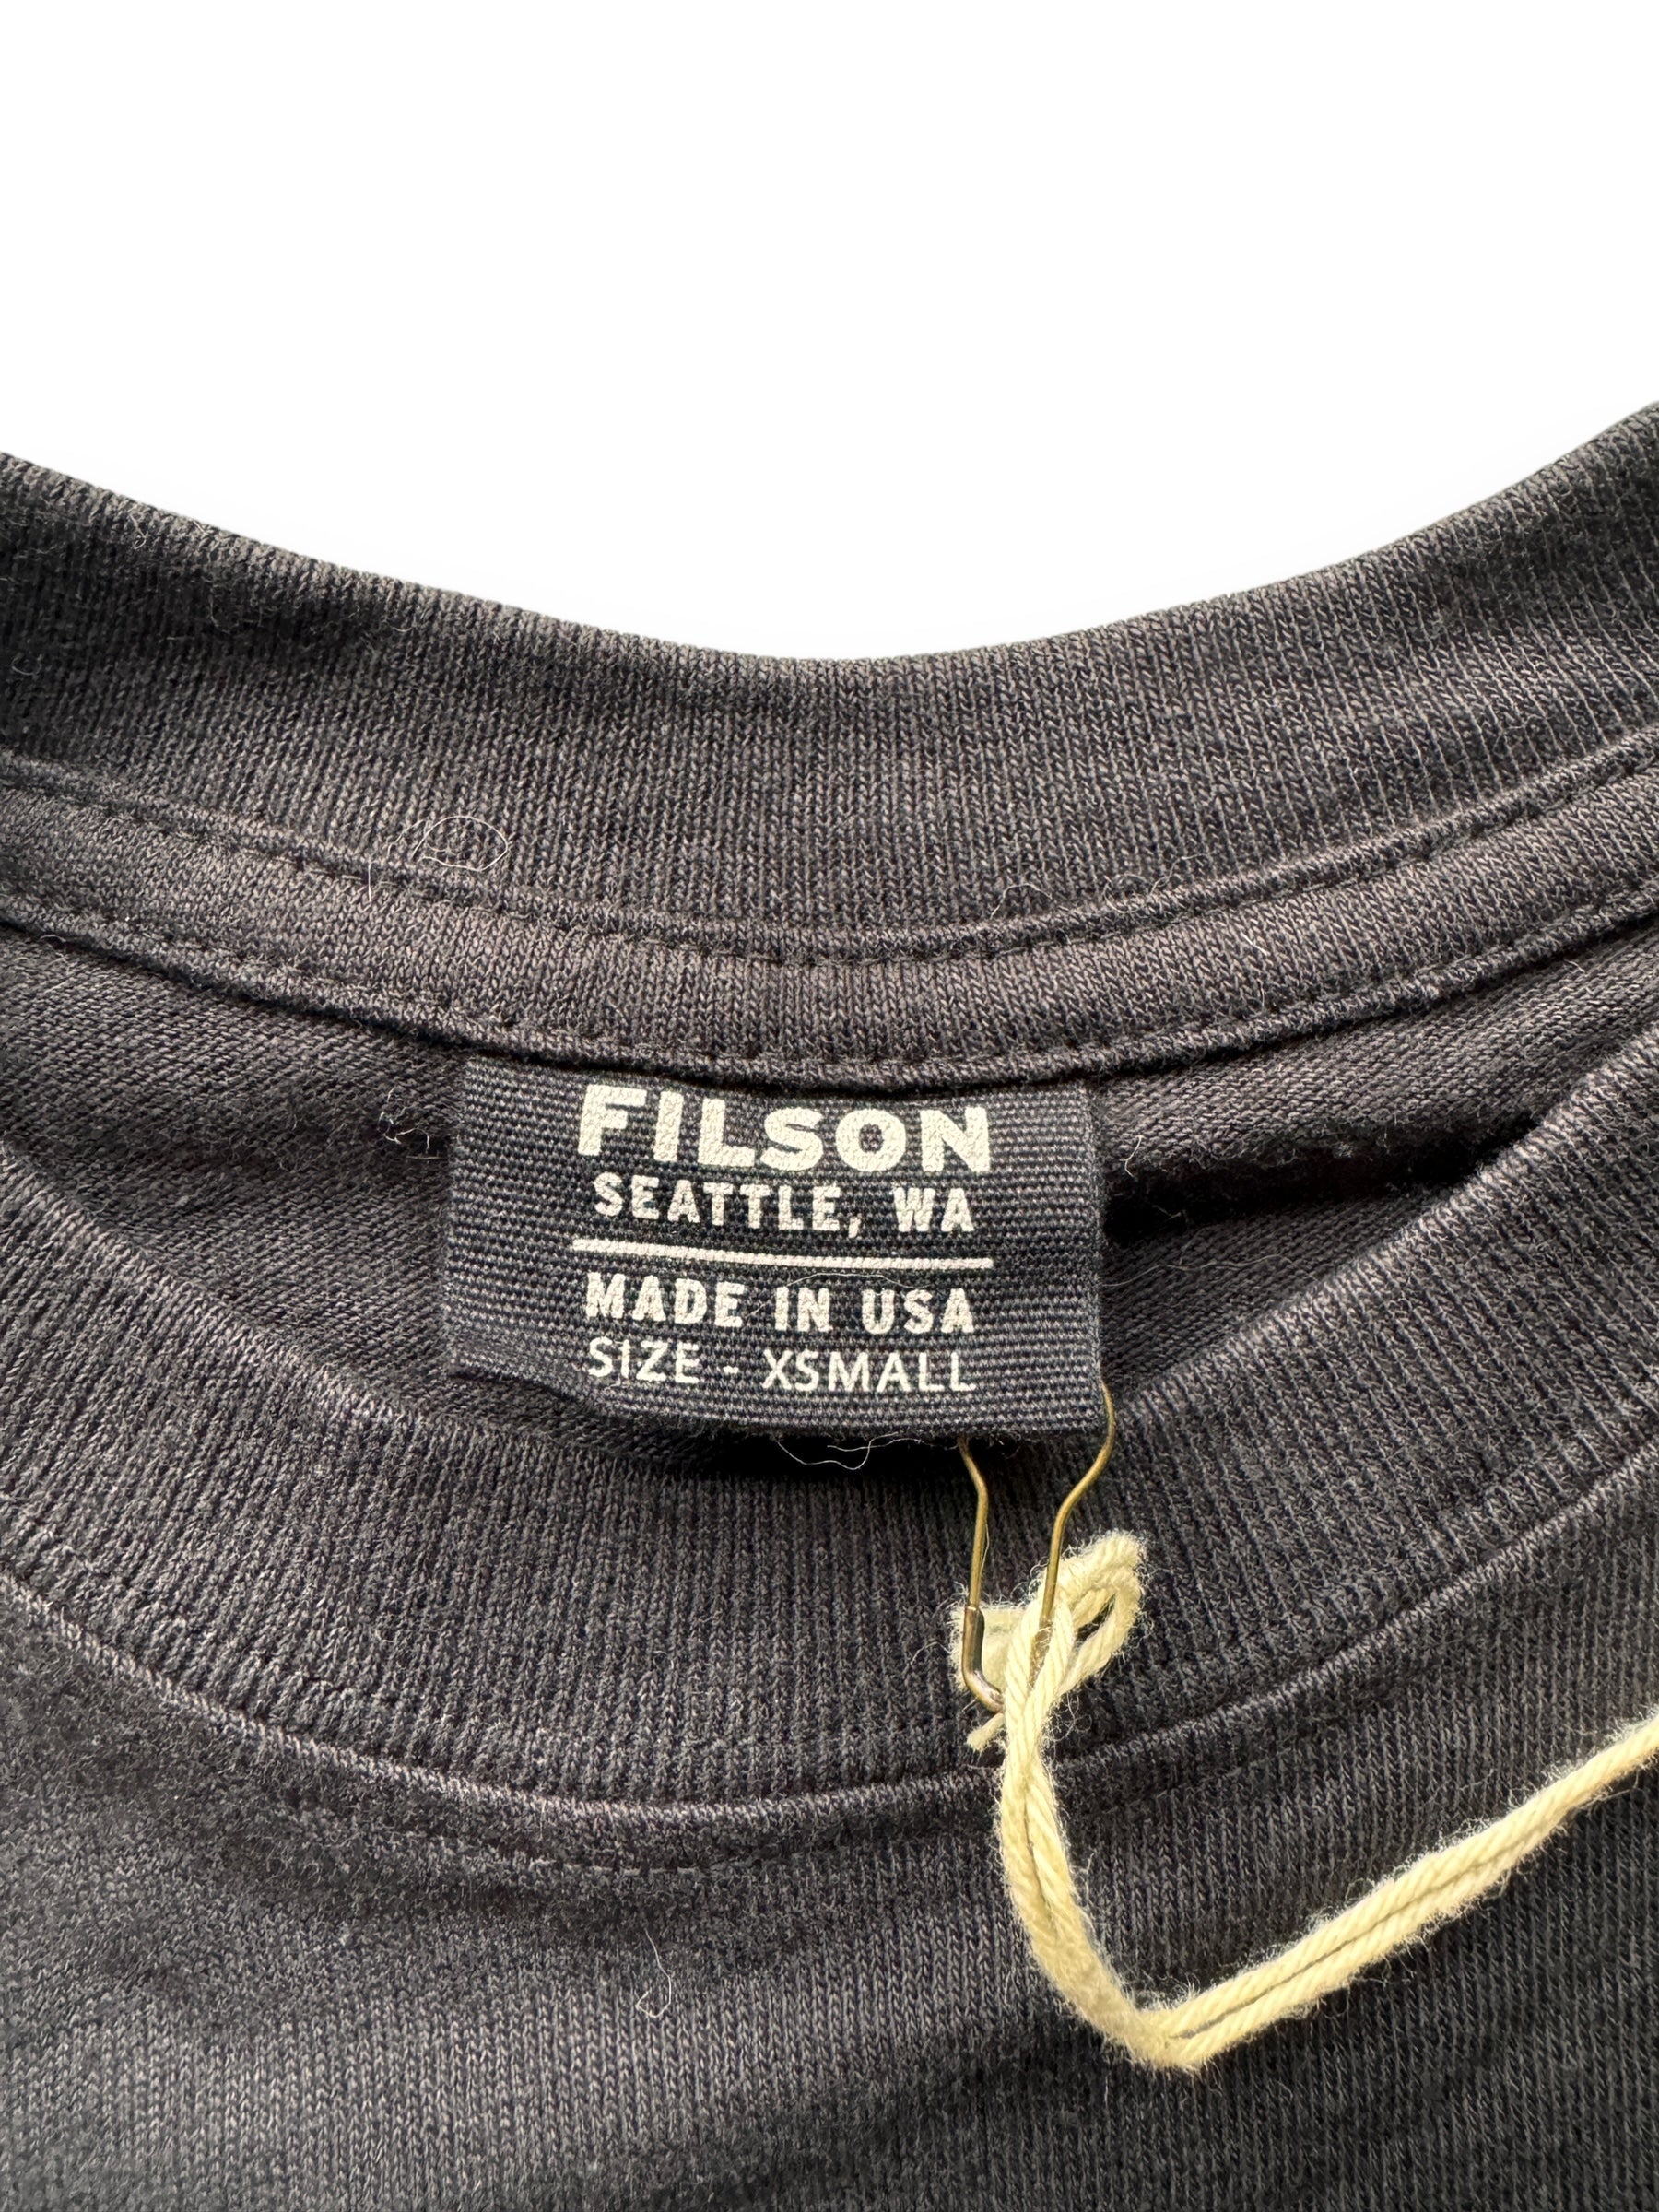 FILSON
SEATTLE, WA
MADE IN USA
SIZE - XSMALL